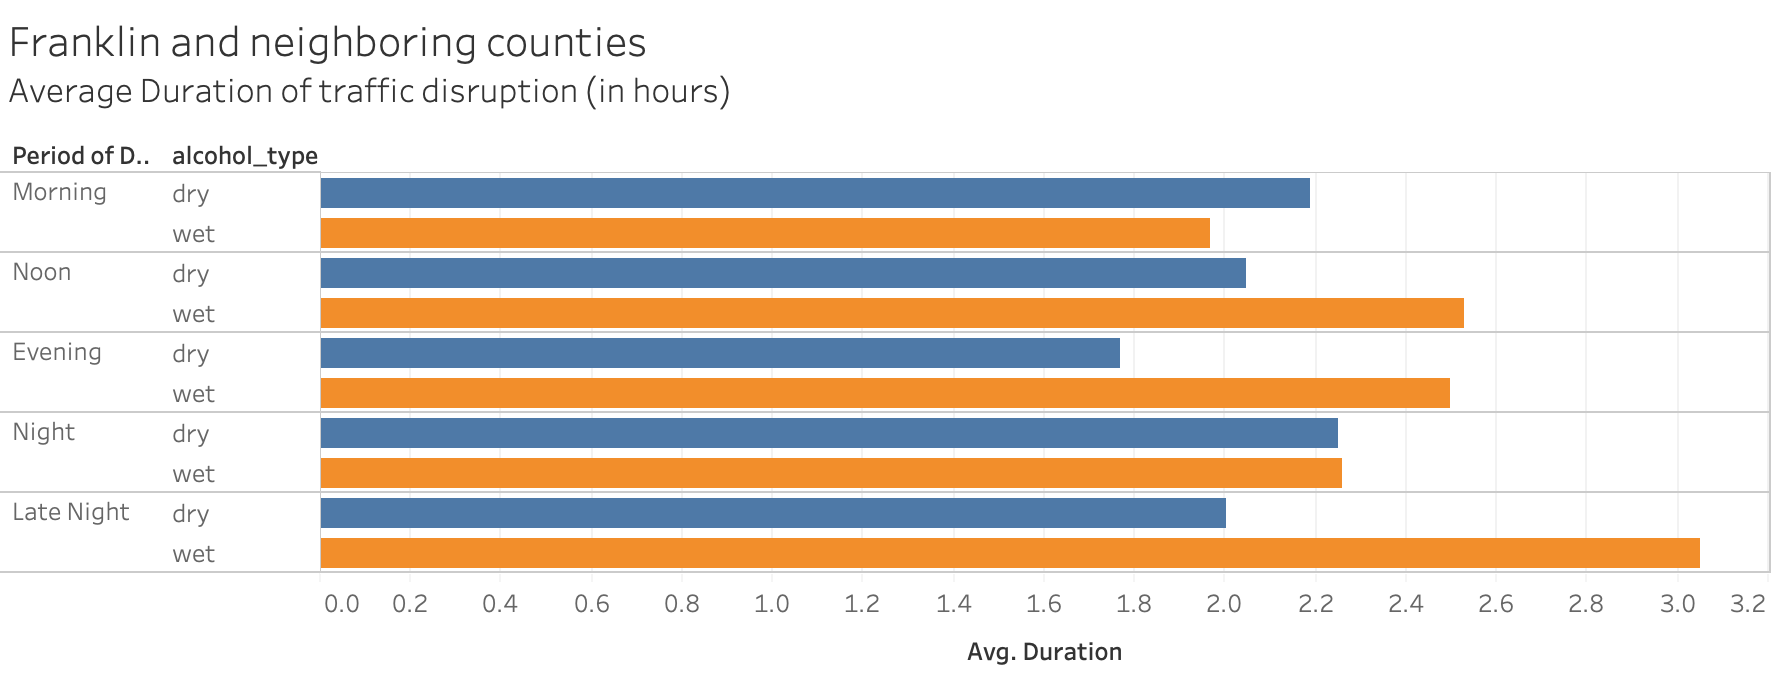 Franklin and neighboring counties
Average Duration of traffic disruption (in hours)
Period of D.. alcohol_type
Morning dry
wet
Noon dry
wet
Evening dry
wet
Night dry
wet
Late Night dry
wet
0.0 0.2 0.4 0.6 0.8 1.0 1.2 1.4 1.6 1.8 2.0 2.2 2.4 2.6 2.8 3.0 3.2
Avg. Duration